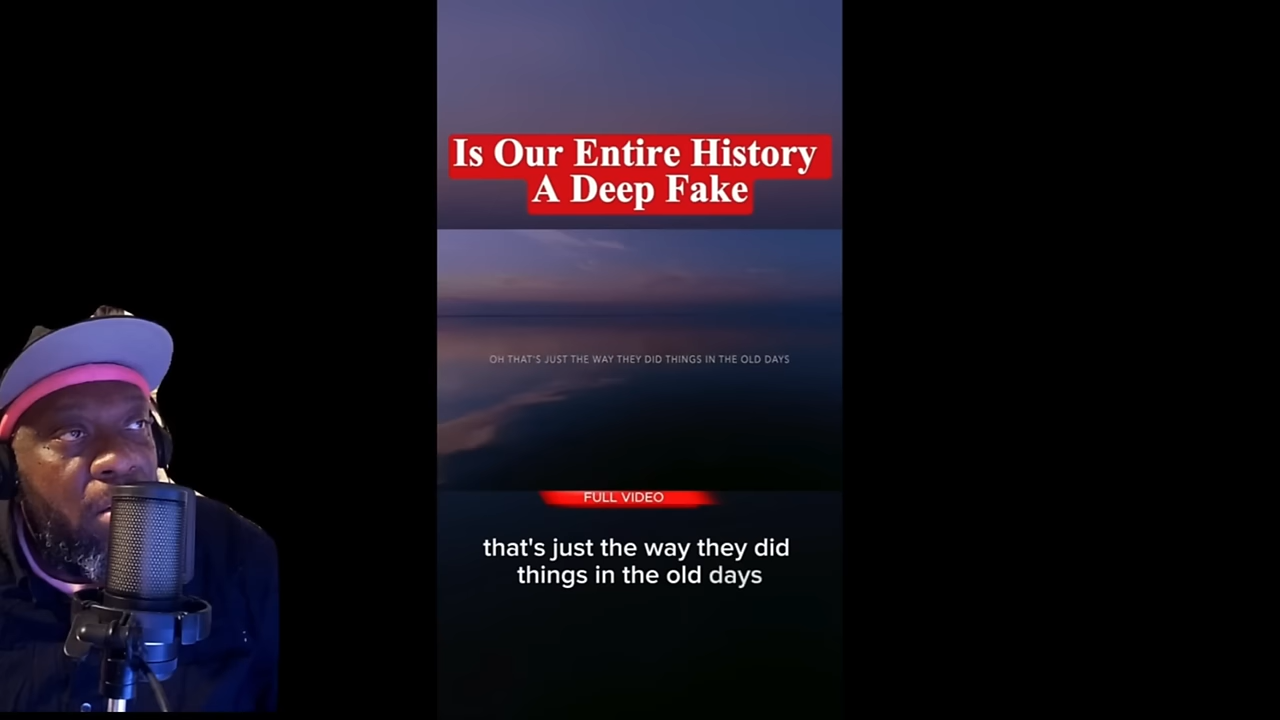 Is Our Entire History
A Deep Fake
OH THAT'S JUST THE WAY THEY DID THINGS IN THE OLD DAYS
FULL VIDEO
that's just the way they did
things in the old days